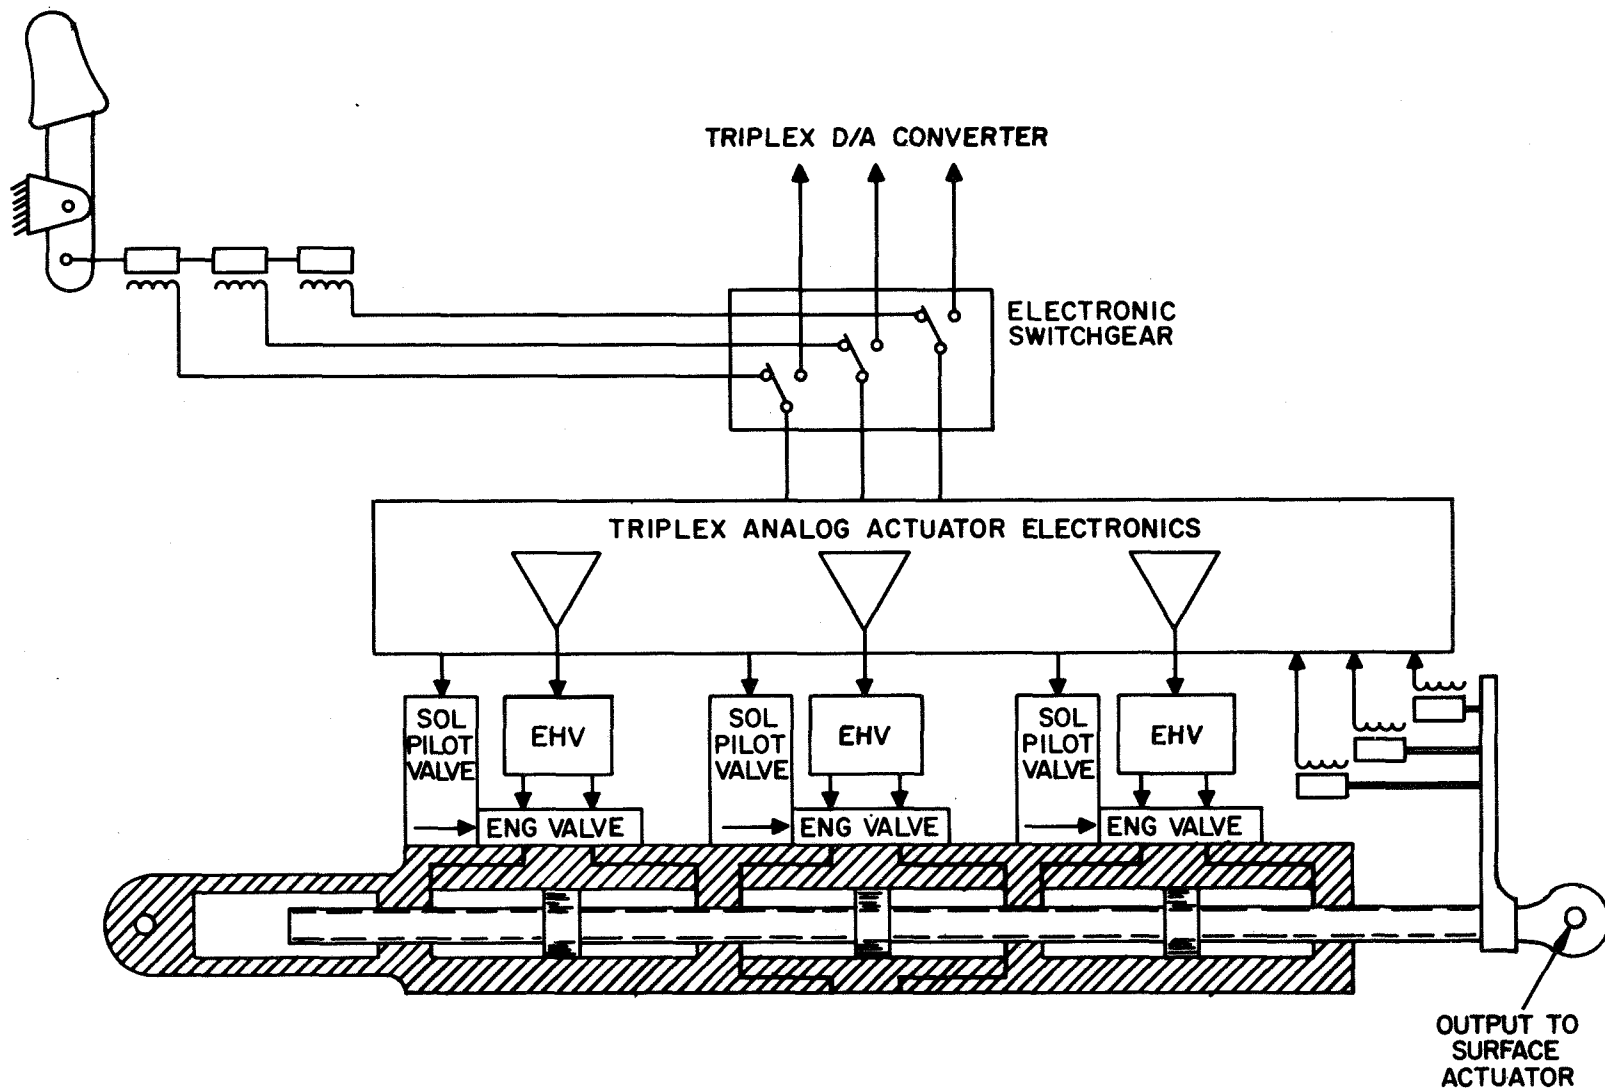 TRIPLEX D/A CONVERTER
ELECTRONIC
SWITCHGEAR
TRIPLEX ANALOG ACTUATOR ELECTRONICS
SOL
PILOT
VALVE
EHV
ENG VALVE
SOL
PILOT
VALVE
EHV
ENG VALVE
SOL
PILOT
VALVE
EHV
ENG VALVE
OUTPUT TO
SURFACE
ACTUATOR